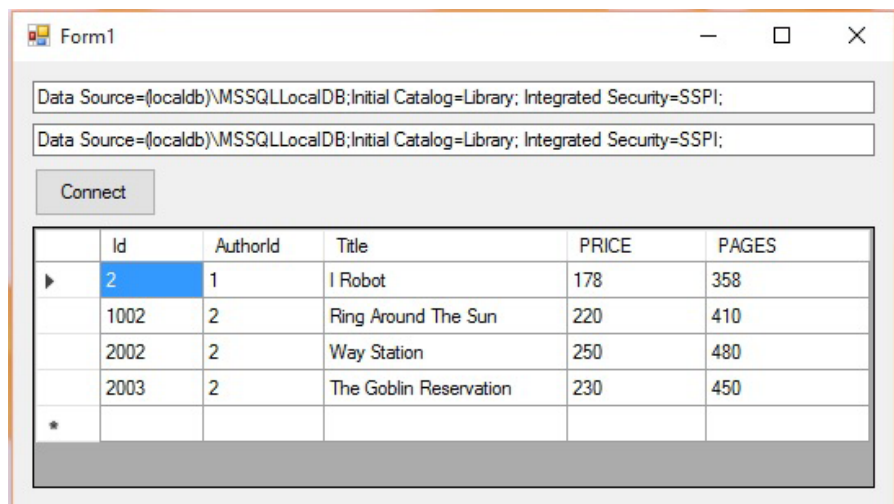 Form1
Data Source=(localdb)\MSSQLLocalDB;Initial Catalog=Library; Integrated Security=SSPI;
Data Source=(localdb)\MSSQLLocalDB;Initial Catalog=Library; Integrated Security=SSPI;
Connect
Id AuthorId Title PRICE PAGES
2 1 I Robot 178 358
1002 2 Ring Around The Sun 220 410
2002 2 Way Station 250 480
2003 2 The Goblin Reservation 230 450